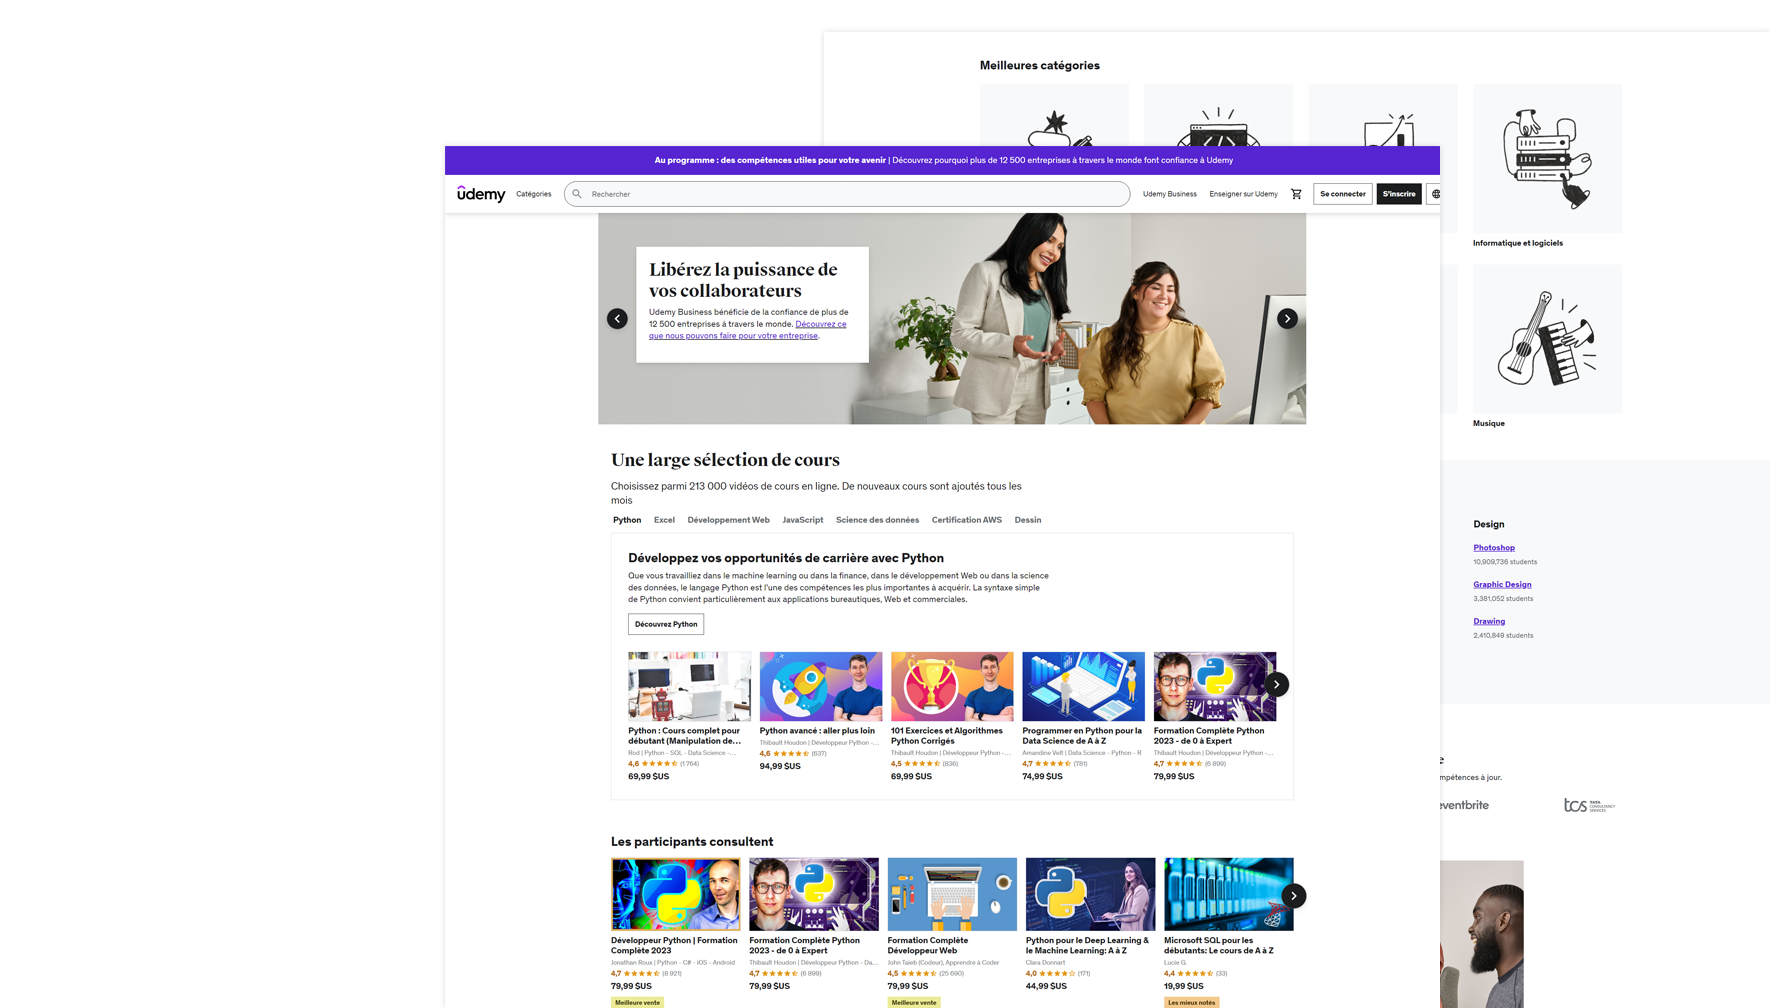 Meilleures catégories
Informatique et logiciels
Musique
Design
Photoshop
10,909,736 students
Graphic Design
3,381,052 students
Drawing
2,410,849 students
mpétences à jour.
eventbrite
tcs TATA
CONSULTANCY
SERVICES
Au programme : des compétences utiles pour votre avenir | Découvrez pourquoi plus de 12 500 entreprises à travers le monde font confiance à Udemy
udemy
Catégories
Rechercher
Udemy Business
Enseigner sur Udemy
Se connecter
S'inscrire
Libérez la puissance de
vos collaborateurs
Udemy Business bénéficie de la confiance de plus de
12 500 entreprises à travers le monde. Découvrez ce
que nous pouvons faire pour votre entreprise.
Une large sélection de cours
Choisissez parmi 213 000 vidéos de cours en ligne. De nouveaux cours sont ajoutés tous les
mois
Python Excel Développement Web JavaScript Science des données Certification AWS Dessin
Développez vos opportunités de carrière avec Python
Que vous travailliez dans le machine learning ou dans la finance, dans le développement Web ou dans la science
des données, le langage Python est l'une des compétences les plus importantes à acquérir. La syntaxe simple
de Python convient particulièrement aux applications bureautiques, Web et commerciales.
Découvrez Python
Python : Cours complet pour
débutant (Manipulation de...
Rod | Python - SQL - Data Science -...
4,6 (1 764)
69,99 $US
Python avancé : aller plus loin
Thibault Houdon | Développeur Python -...
4,6 (637)
94,99 $US
101 Exercices et Algorithmes
Python Corrigés
Thibault Houdon | Développeur Python -...
4,5 (836)
69,99 $US
Programmer en Python pour la
Data Science de A à Z
Amandine Velt | Data Science - Python - R
4,7 (781)
74,99 $US
Formation Complète Python
2023 - de 0 à Expert
Thibault Houdon | Développeur Python -...
4,7 (6 899)
79,99 $US
Les participants consultent
Développeur Python | Formation
Complète 2023
Jonathan Roux | Python - C# - iOS - Android
4,7 (8 921)
79,99 $US
Meilleure vente
Formation Complète Python
2023 - de 0 à Expert
Thibault Houdon | Développeur Python - Da...
4,7 (6 899)
79,99 $US
Formation Complète
Développeur Web
John Taieb (Codeur), Apprendre à Coder
4,5 (25 690)
79,99 $US
Meilleure vente
Python pour le Deep Learning &
le Machine Learning: A à Z
Clara Donnart
4,0 (171)
44,99 $US
Microsoft SQL pour les
débutants: Le cours de A à Z
Lucie G.
4,4 (33)
19,99 $US
Les mieux notés